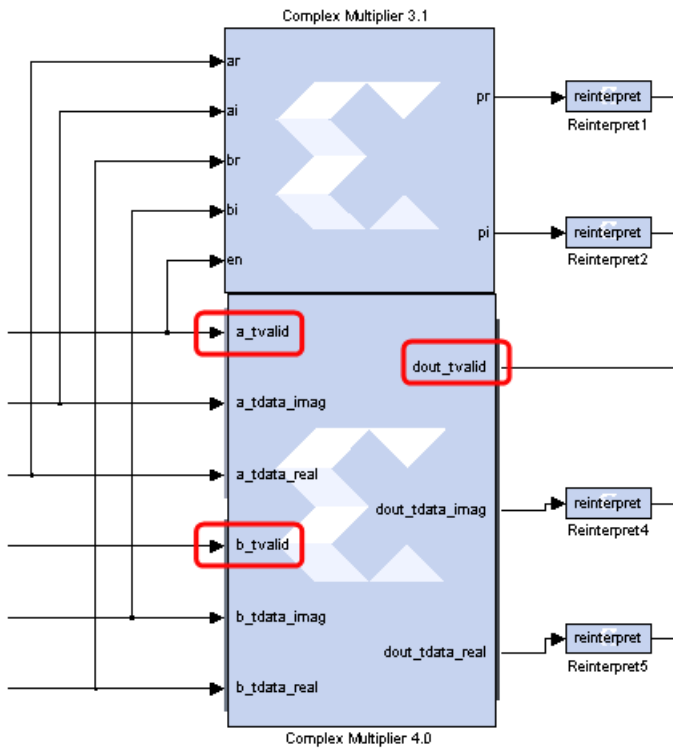 Complex Multiplier 3.1
ar
ai
br
bi
en
pr
pi
reinterpret
Reinterpret1
reinterpret
Reinterpret2
a_tvalid
a_tdata_imag
a_tdata_real
b_tvalid
b_tdata_imag
b_tdata_real
dout_tvalid
dout_tdata_imag
dout_tdata_real
reinterpret
Reinterpret4
reinterpret
Reinterpret5
Complex Multiplier 4.0